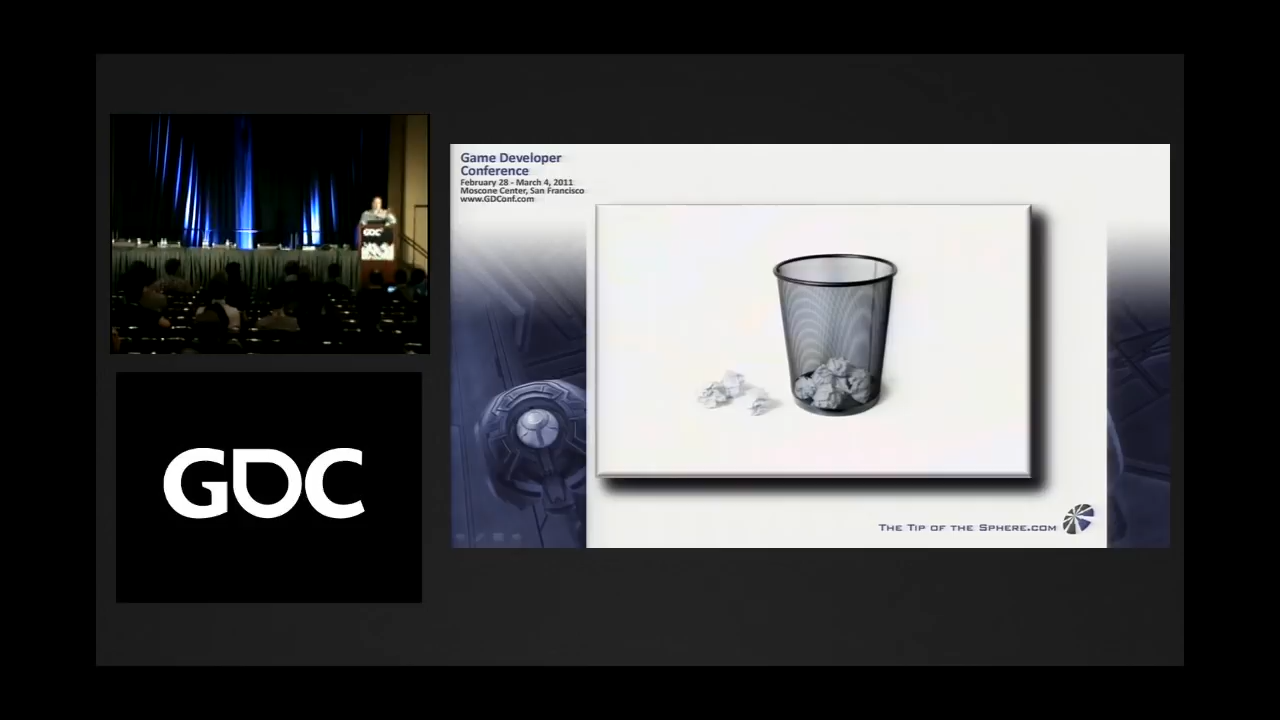 Game Developer
Conference
February 28 - March 4, 2011
Moscone Center, San Francisco
www.GDConf.com
GDC
GDC
The Tip of the Sphere.com